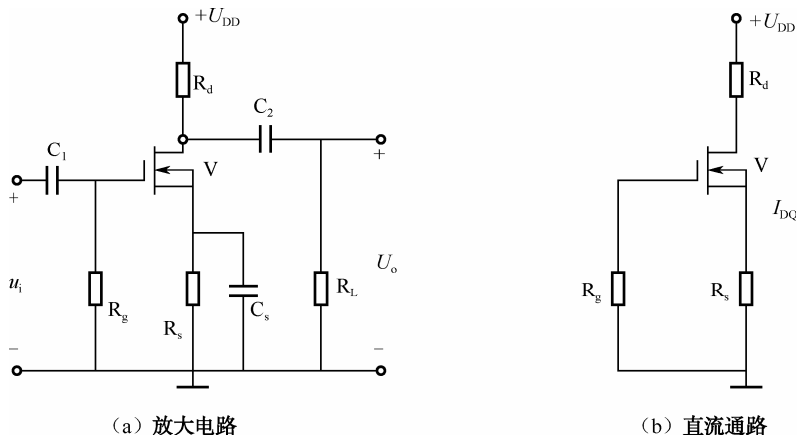 +U_DD
R_d
C_2
C_1
+
V
+
u_i
R_g
R_s
C_s
R_L
U_o
−
−
（a）放大电路
+U_DD
R_d
V
I_DQ
R_g
R_s
（b）直流通路